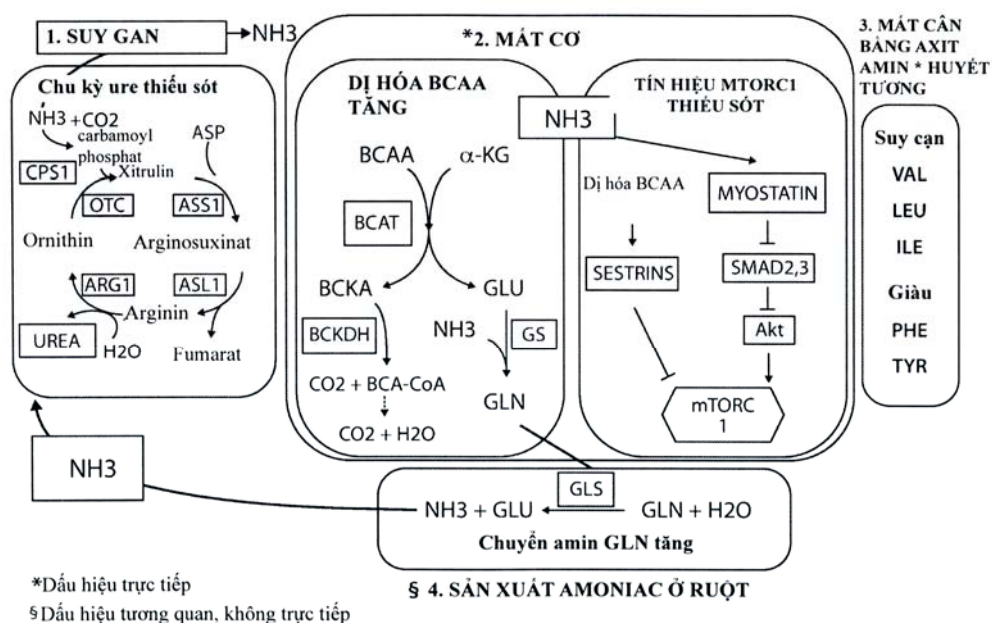 1. SUY GAN
NH3
Chu kỳ ure thiếu sót
NH3 +CO2
carbamoyl
phosphat
CPS1
Xitrulin
ASP
OTC
ASS1
Ornithin
Arginosuxinat
ARG1
ASL1
Arginin
UREA
H2O
Fumarat
*2. MẤT CƠ
DỊ HÓA BCAA
TĂNG
NH3
BCAA
α-KG
BCAT
BCKA
GLU
NH3
GS
BCKDH
CO2 + BCA-CoA
GLN
CO2 + H2O
TÍN HIỆU MTORC1
THIẾU SÓT
Dị hóa BCAA
MYOSTATIN
SESTRINS
SMAD2,3
Akt
mTORC
1
3. MẤT CÂN
BẰNG AXIT
AMIN * HUYẾT
TƯƠNG
Suy cạn
VAL
LEU
ILE
Giàu
PHE
TYR
NH3
GLS
NH3 + GLU
GLN + H2O
Chuyển amin GLN tăng
§ 4. SẢN XUẤT AMONIAC Ở RUỘT
*Dấu hiệu trực tiếp
§ Dấu hiệu tương quan, không trực tiếp